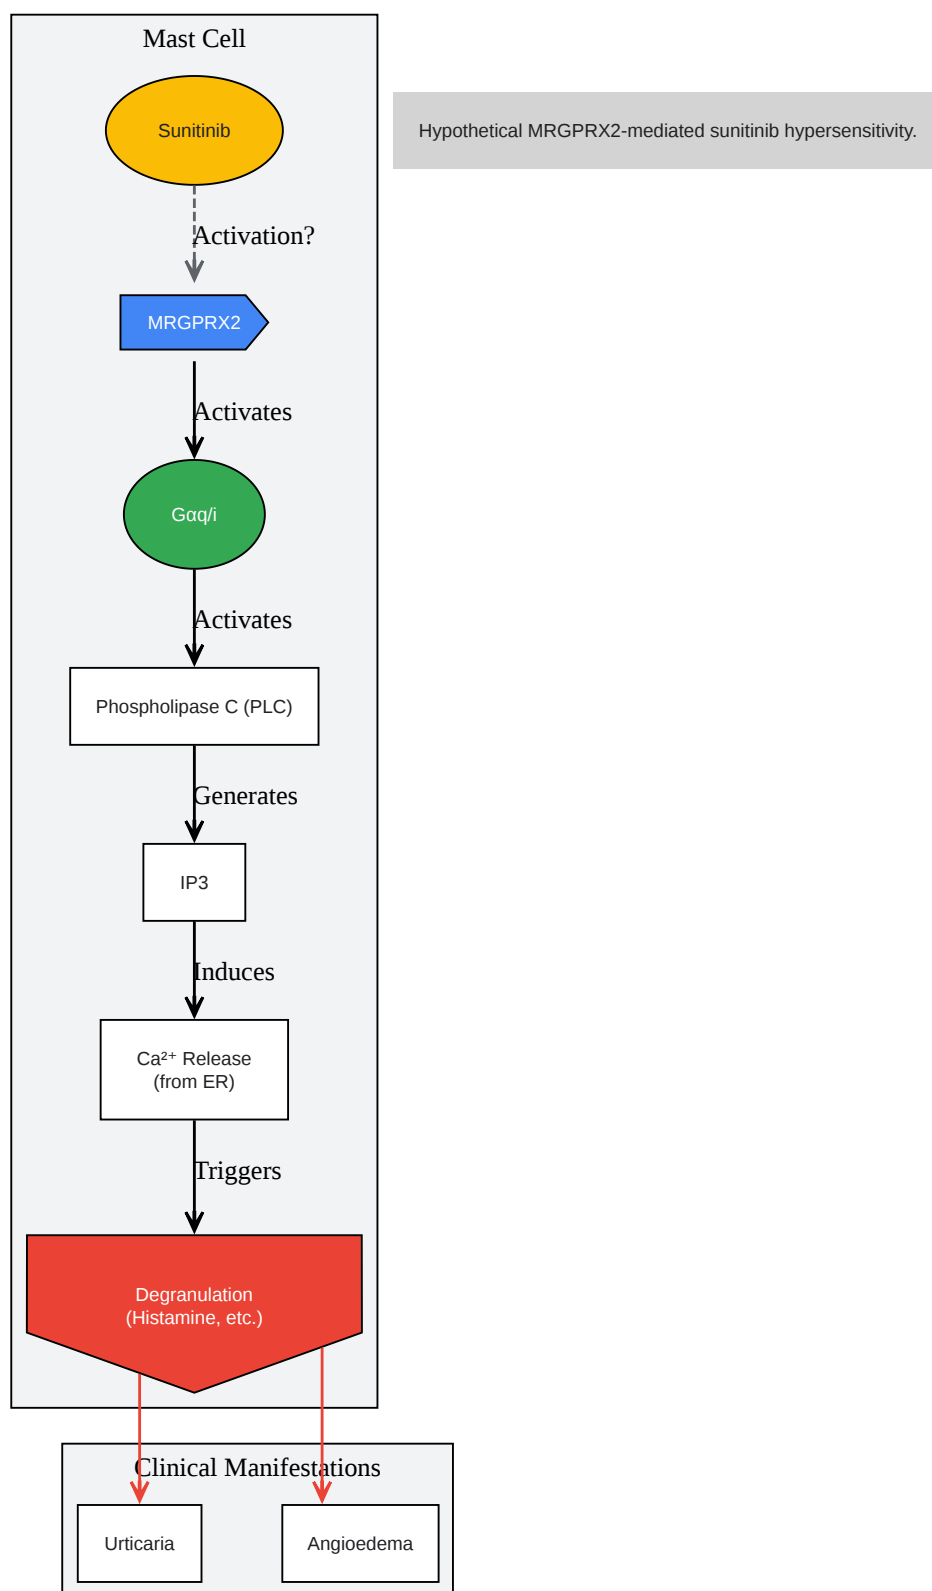 Mast Cell
Sunitinib
Hypothetical MRGPRX2-mediated sunitinib hypersensitivity.
Activation?
MRGPRX2
Activates
Gαq/i
Activates
Phospholipase C (PLC)
Generates
IP3
Induces
Ca²⁺ Release
(from ER)
Triggers
Degranulation
(Histamine, etc.)
Clinical Manifestations
Urticaria
Angioedema